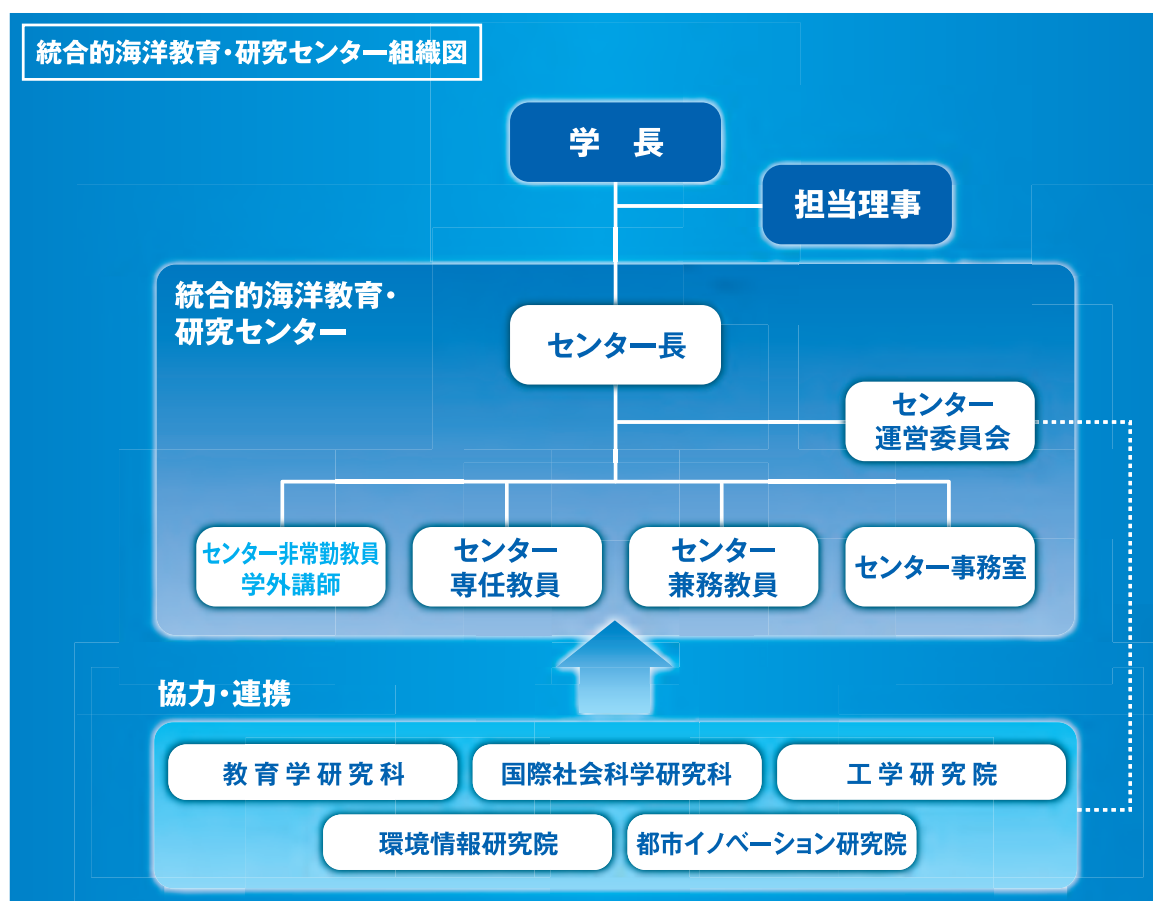 統合的海洋教育・研究センター組織図
学 長
担当理事
統合的海洋教育・
研究センター
センター長
センター
運営委員会
センター非常勤教員
学外講師
センター
専任教員
センター
兼務教員
センター事務室
協力・連携
教育学研究科
国際社会科学研究科
工学研究院
環境情報研究院
都市イノベーション研究院